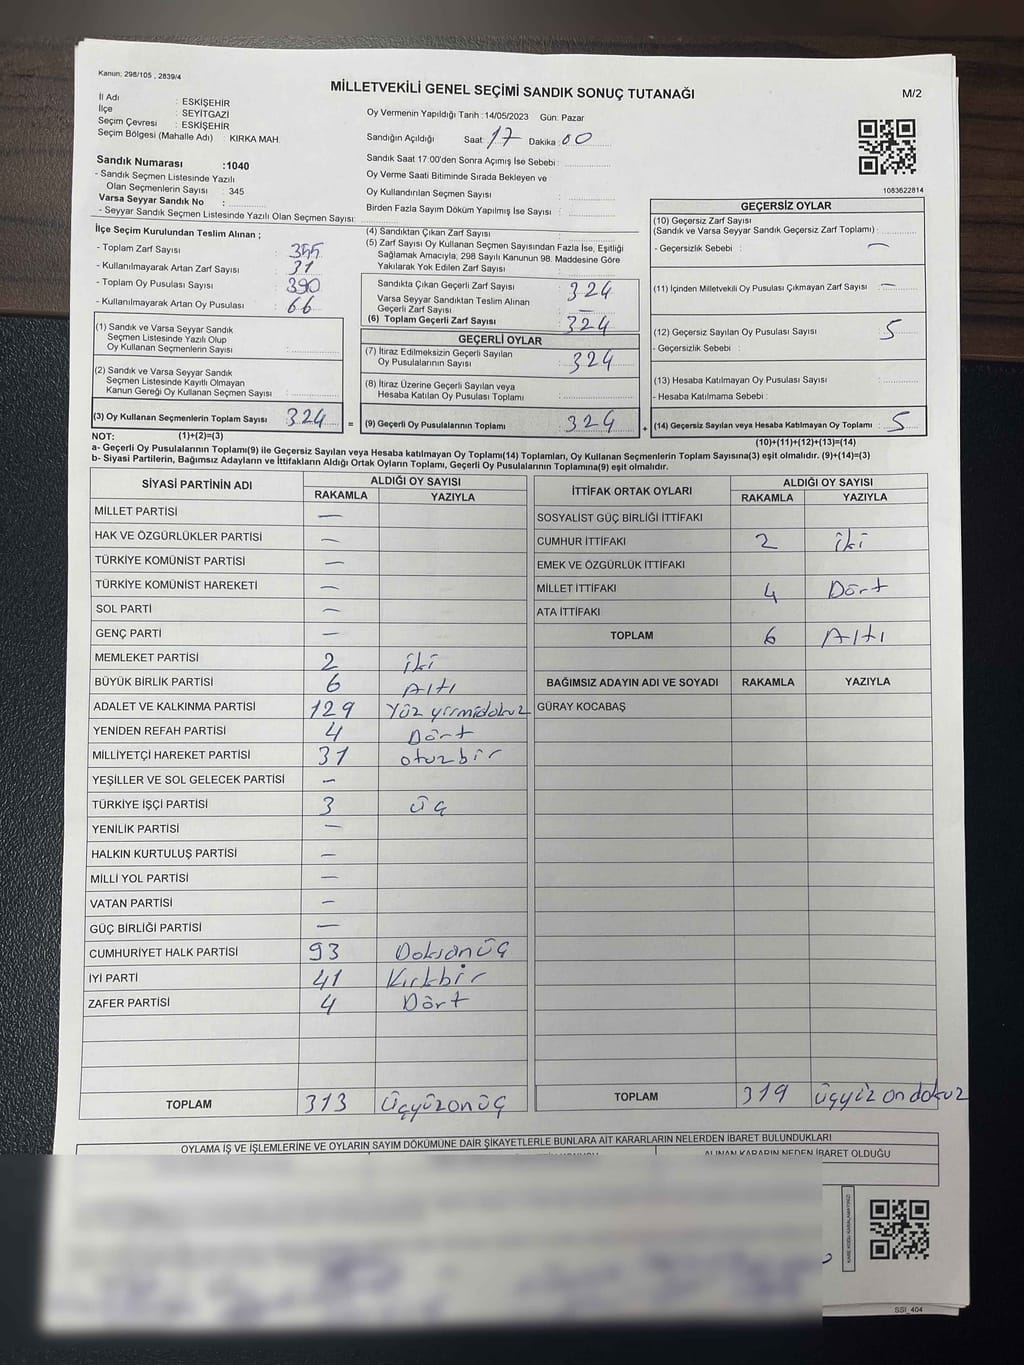 Kanun, 298/105 , 2839/4
MİLLETVEKİLİ GENEL SEÇİMİ SANDIK SONUÇ TUTANAĞI
M/2
İl Adı : ESKİŞEHİR
İlçe : SEYİTGAZİ
Seçim Çevresi : ESKİŞEHİR
Seçim Bölgesi (Mahalle Adı) : KIRKA MAH.
Oy Vermenin Yapıldığı Tarih : 14/05/2023 Gün: Pazar
Sandığın Açıldığı Saat 17 Dakika : 00
Sandık Saat 17:00'den Sonra Açımış İse Sebebi :
Oy Verme Saati Bitiminde Sırada Bekleyen ve
Oy Kullandırılan Seçmen Sayısı :
Birden Fazla Sayım Döküm Yapılmış İse Sayısı :
1083622814
Sandık Numarası :1040
- Sandık Seçmen Listesinde Yazılı
Olan Seçmenlerin Sayısı : 345
Varsa Seyyar Sandık No :
- Seyyar Sandık Seçmen Listesinde Yazılı Olan Seçmen Sayısı:
İlçe Seçim Kurulundan Teslim Alınan ;
- Toplam Zarf Sayısı : 355
- Kullanılmayarak Artan Zarf Sayısı : 31
- Toplam Oy Pusulası Sayısı : 390
- Kullanılmayarak Artan Oy Pusulası : 66
(1) Sandık ve Varsa Seyyar Sandık
Seçmen Listesinde Yazılı Olup
Oy Kullanan Seçmenlerin Sayısı :
(2) Sandık ve Varsa Seyyar Sandık
Seçmen Listesinde Kayıtlı Olmayan
Kanun Gereği Oy Kullanan Seçmen Sayısı :
(3) Oy Kullanan Seçmenlerin Toplam Sayısı 324
(4) Sandıktan Çıkan Zarf Sayısı :
(5) Zarf Sayısı Oy Kullanan Seçmen Sayısından Fazla İse, Eşitliği
Sağlamak Amacıyla, 298 Sayılı Kanunun 98. Maddesine Göre
Yakılarak Yok Edilen Zarf Sayısı :
Sandıkta Çıkan Geçerli Zarf Sayısı : 324
Varsa Seyyar Sandıktan Teslim Alınan
Geçerli Zarf Sayısı : —
(6) Toplam Geçerli Zarf Sayısı : 324
GEÇERLİ OYLAR
(7) İtiraz Edilmeksizin Geçerli Sayılan
Oy Pusulalarının Sayısı : 324
(8) İtiraz Üzerine Geçerli Sayılan veya
Hesaba Katılan Oy Pusulası Toplamı :
= (9) Geçerli Oy Pusulalarının Toplamı : 324
GEÇERSİZ OYLAR
(10) Geçersiz Zarf Sayısı
(Sandık ve Varsa Seyyar Sandık Geçersiz Zarf Toplamı) :
- Geçersizlik Sebebi : —
(11) İçinden Milletvekili Oy Pusulası Çıkmayan Zarf Sayısı : —
(12) Geçersiz Sayılan Oy Pusulası Sayısı : 5
- Geçersizlik Sebebi :
(13) Hesaba Katılmayan Oy Pusulası Sayısı :
- Hesaba Katılmama Sebebi :
+ (14) Geçersiz Sayılan veya Hesaba Katılmayan Oy Toplamı : 5
NOT: (1)+(2)=(3)
(10)+(11)+(12)+(13)=(14)
a- Geçerli Oy Pusulalarının Toplamı(9) ile Geçersiz Sayılan veya Hesaba katılmayan Oy Toplamı(14) Toplamları, Oy Kullanan Seçmenlerin Toplam Sayısına(3) eşit olmalıdır. (9)+(14)=(3)
b- Siyasi Partilerin, Bağımsız Adayların ve İttifakların Aldığı Ortak Oyların Toplamı, Geçerli Oy Pusulalarının Toplamına(9) eşit olmalıdır.
SİYASİ PARTİNİN ADI ALDIĞI OY SAYISI
RAKAMLA YAZIYLA
MİLLET PARTİSİ —
HAK VE ÖZGÜRLÜKLER PARTİSİ —
TÜRKİYE KOMÜNİST PARTİSİ —
TÜRKİYE KOMÜNİST HAREKETİ —
SOL PARTİ —
GENÇ PARTİ —
MEMLEKET PARTİSİ 2 iki
BÜYÜK BİRLİK PARTİSİ 6 Altı
ADALET VE KALKINMA PARTİSİ 129 Yüz yirmidokuz
YENİDEN REFAH PARTİSİ 4 Dört
MİLLİYETÇİ HAREKET PARTİSİ 31 otuzbir
YEŞİLLER VE SOL GELECEK PARTİSİ —
TÜRKİYE İŞÇİ PARTİSİ 3 üç
YENİLİK PARTİSİ —
HALKIN KURTULUŞ PARTİSİ —
MİLLİ YOL PARTİSİ —
VATAN PARTİSİ —
GÜÇ BİRLİĞİ PARTİSİ —
CUMHURİYET HALK PARTİSİ 93 Doksanüç
İYİ PARTİ 41 Kırkbir
ZAFER PARTİSİ 4 Dört
TOPLAM 313 üçyüzonüç
İTTİFAK ORTAK OYLARI ALDIĞI OY SAYISI
RAKAMLA YAZIYLA
SOSYALİST GÜÇ BİRLİĞİ İTTİFAKI
CUMHUR İTTİFAKI 2 iki
EMEK VE ÖZGÜRLÜK İTTİFAKI
MİLLET İTTİFAKI 4 Dört
ATA İTTİFAKI
TOPLAM 6 Altı
BAĞIMSIZ ADAYIN ADI VE SOYADI RAKAMLA YAZIYLA
GÜRAY KOCABAŞ
TOPLAM 319 üçyüz on dokuz
OYLAMA İŞ VE İŞLEMLERİNE VE OYLARIN SAYIM DÖKÜMÜNE DAİR ŞİKAYETLERLE BUNLARA AİT KARARLARIN NELERDEN İBARET BULUNDUKLARI
ALINAN KARARIN NEDEN İBARET OLDUĞU
SSI_404